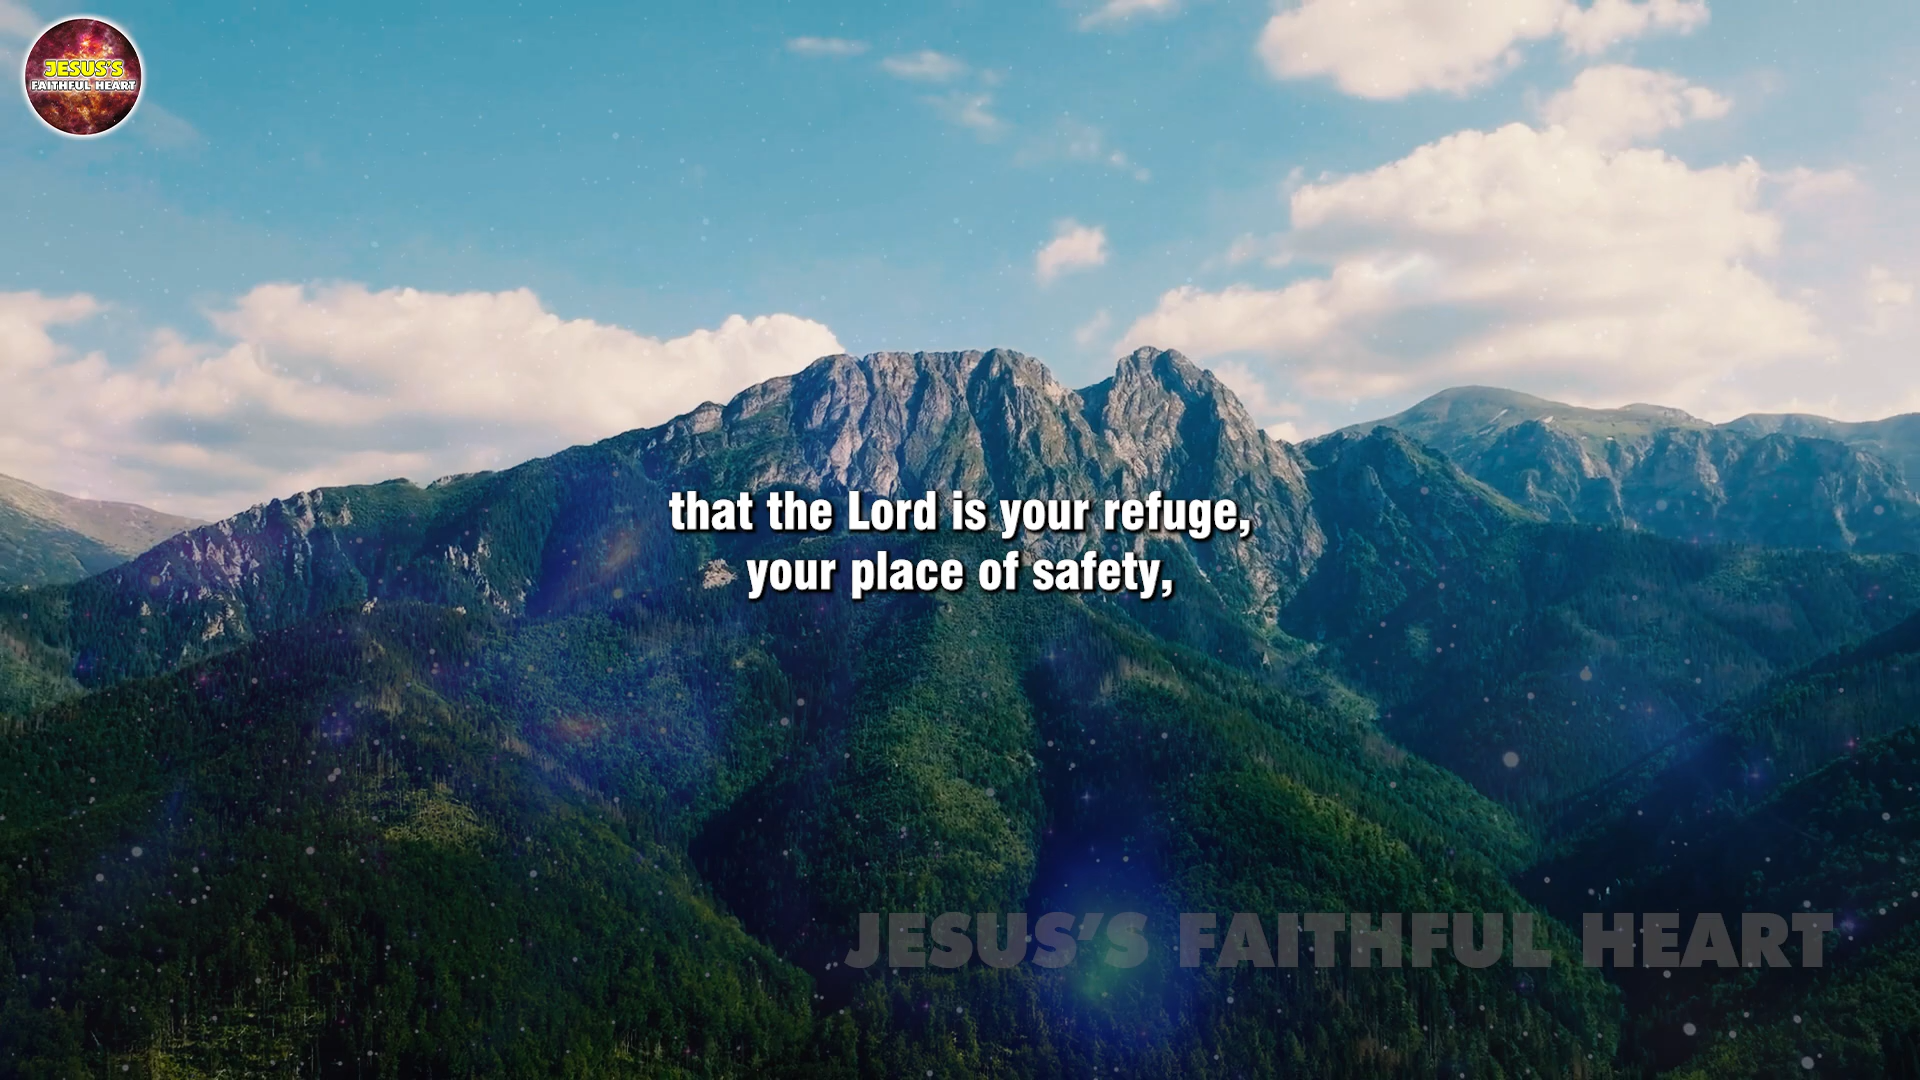 JESUS'S
FAITHFUL HEART
that the Lord is your refuge,
your place of safety,
JESUS'S FAITHFUL HEART